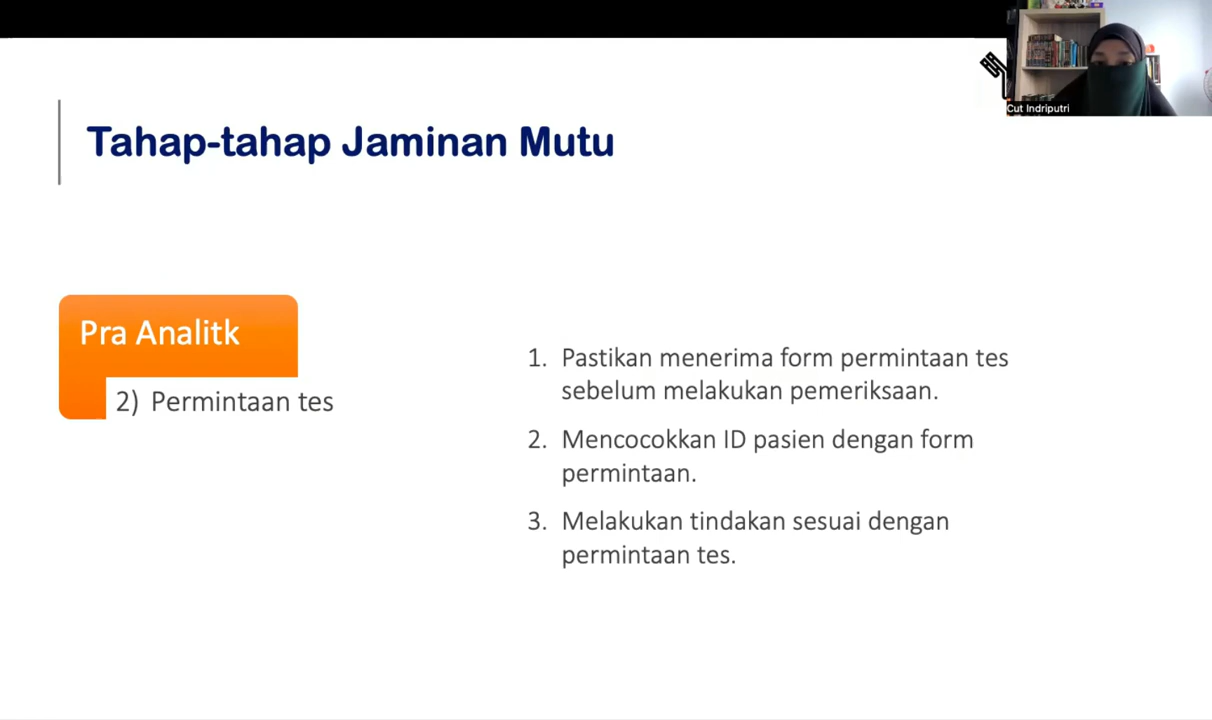 Cut Indriputri
Tahap-tahap Jaminan Mutu
Pra Analitk
2) Permintaan tes
1. Pastikan menerima form permintaan tes
sebelum melakukan pemeriksaan.
2. Mencocokkan ID pasien dengan form
permintaan.
3. Melakukan tindakan sesuai dengan
permintaan tes.